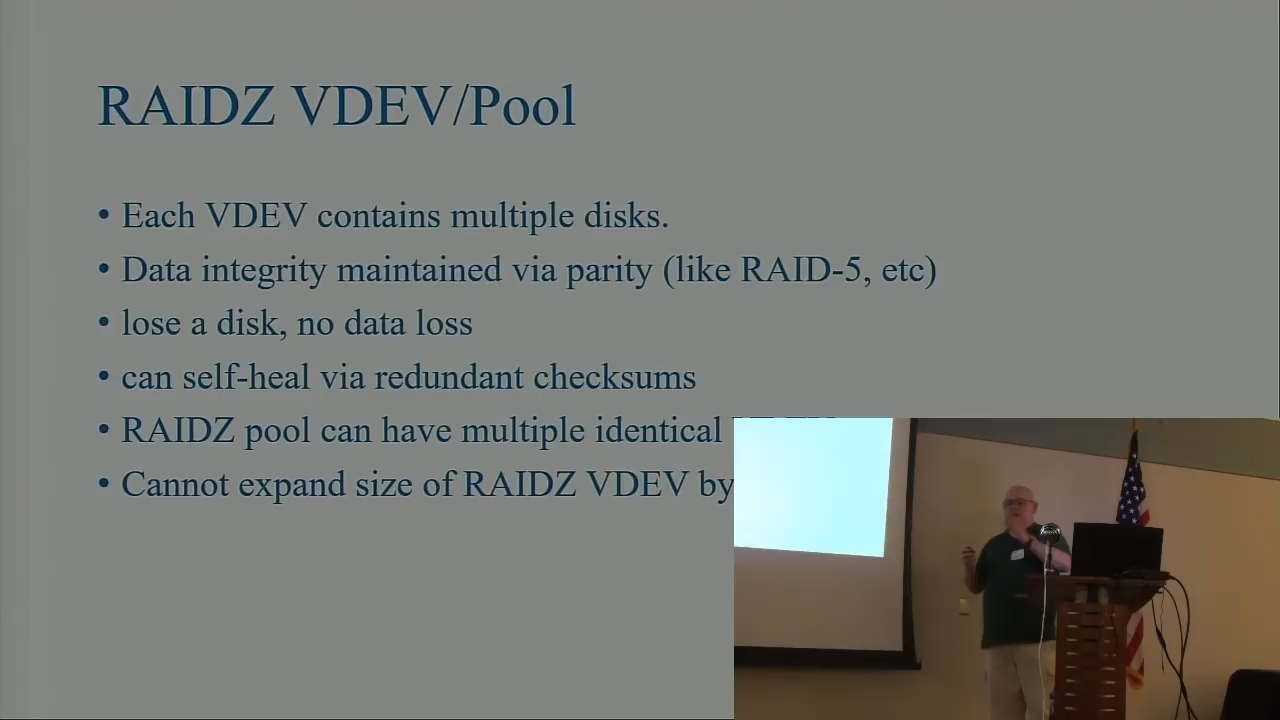 RAIDZ VDEV/Pool
• Each VDEV contains multiple disks.
• Data integrity maintained via parity (like RAID-5, etc)
• lose a disk, no data loss
• can self-heal via redundant checksums
• RAIDZ pool can have multiple identical
• Cannot expand size of RAIDZ VDEV by